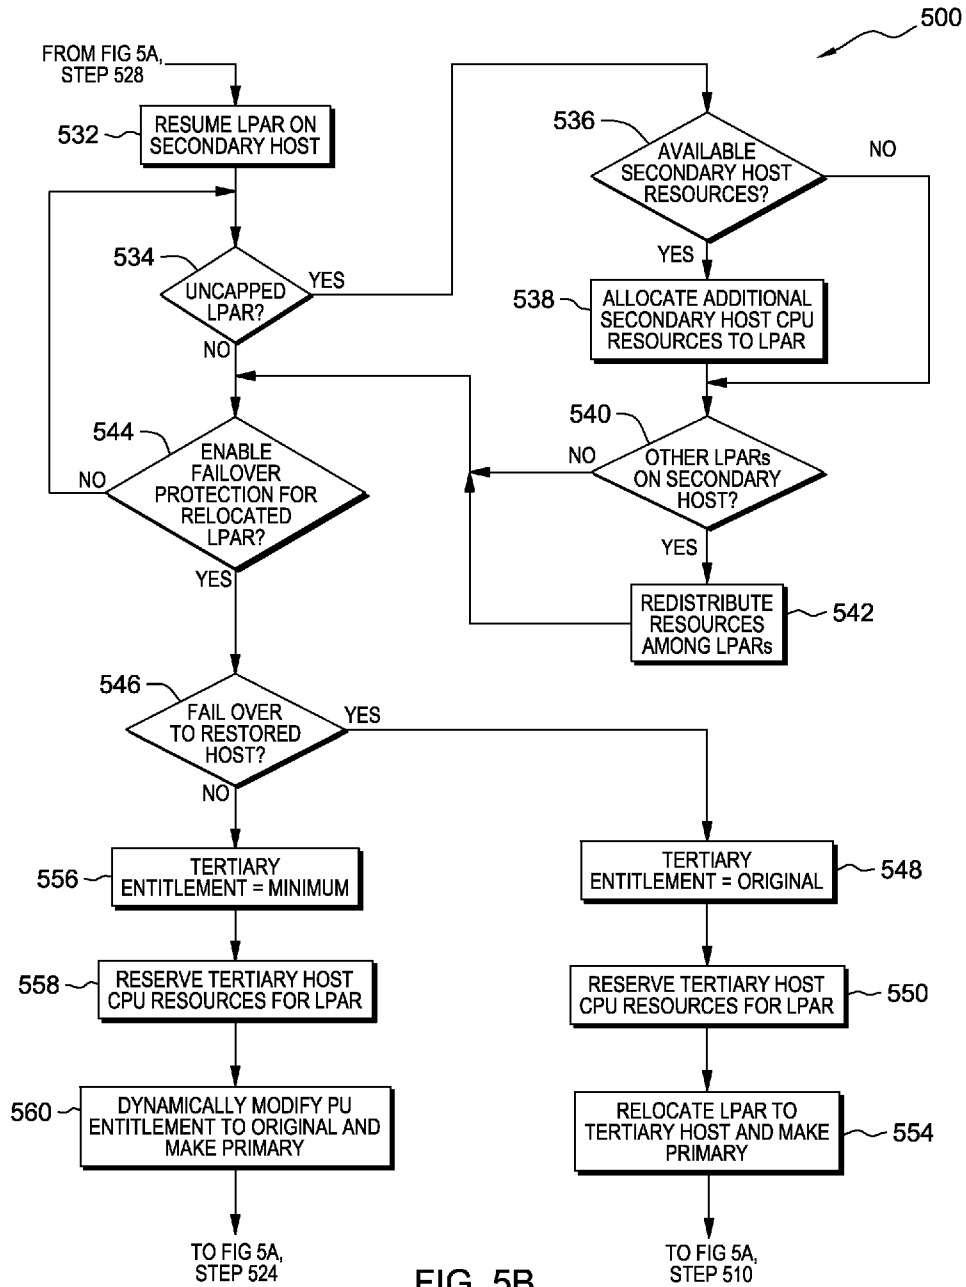 500
FROM FIG 5A,
STEP 528
532
RESUME LPAR ON
SECONDARY HOST
534
UNCAPPED
LPAR?
YES
NO
536
AVAILABLE
SECONDARY HOST
RESOURCES?
NO
YES
538
ALLOCATE ADDITIONAL
SECONDARY HOST CPU
RESOURCES TO LPAR
540
OTHER LPARs
ON SECONDARY
HOST?
NO
YES
542
REDISTRIBUTE
RESOURCES
AMONG LPARs
544
ENABLE
FAILOVER
PROTECTION FOR
RELOCATED
LPAR?
NO
YES
546
FAIL OVER
TO RESTORED
HOST?
YES
NO
556
TERTIARY
ENTITLEMENT = MINIMUM
558
RESERVE TERTIARY HOST
CPU RESOURCES FOR LPAR
560
DYNAMICALLY MODIFY PU
ENTITLEMENT TO ORIGINAL AND
MAKE PRIMARY
TO FIG 5A,
STEP 524
548
TERTIARY
ENTITLEMENT = ORIGINAL
550
RESERVE TERTIARY HOST
CPU RESOURCES FOR LPAR
554
RELOCATE LPAR TO
TERTIARY HOST AND MAKE
PRIMARY
TO FIG 5A,
STEP 510
FIG. 5B